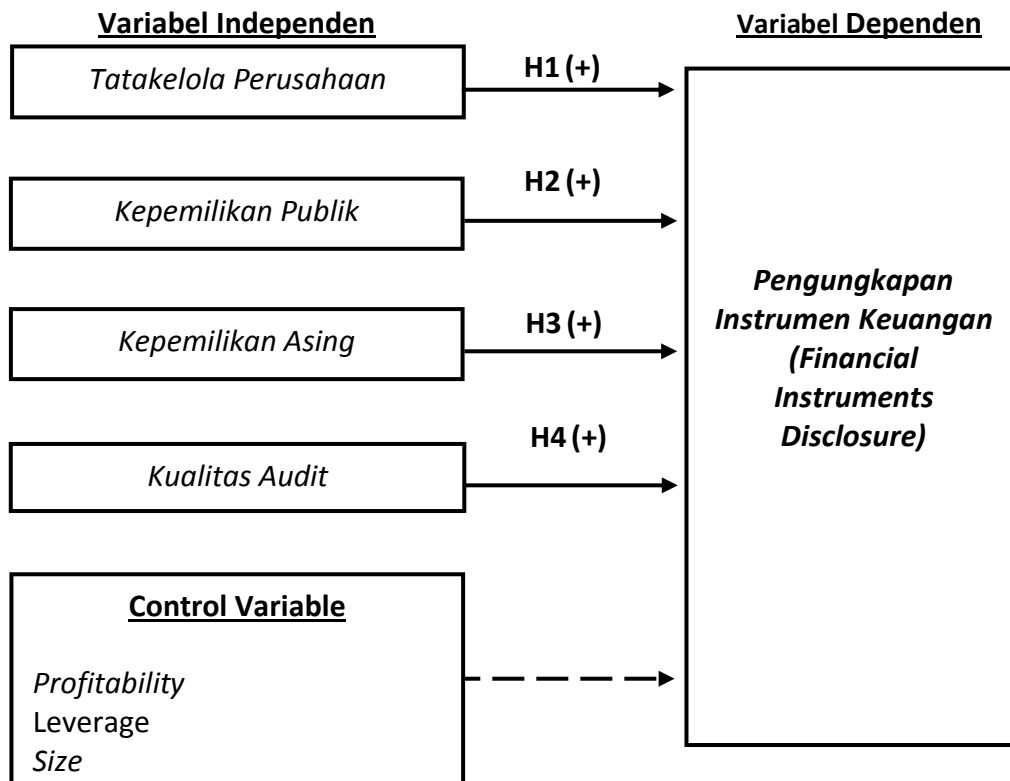 Variabel Independen
Variabel Dependen
Tatakelola Perusahaan
H1 (+)
Kepemilikan Publik
H2 (+)
Kepemilikan Asing
H3 (+)
Kualitas Audit
H4 (+)
Pengungkapan
Instrumen Keuangan
(Financial
Instruments
Disclosure)
Control Variable
Profitability
Leverage
Size